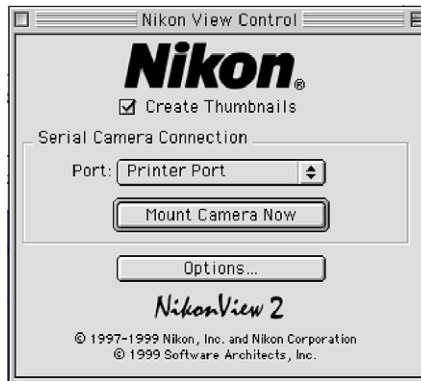 Nikon View Control
Nikon®
Create Thumbnails
Serial Camera Connection
Port: Printer Port
Mount Camera Now
Options...
NikonView 2
© 1997-1999 Nikon, Inc. and Nikon Corporation
© 1999 Software Architects, Inc.